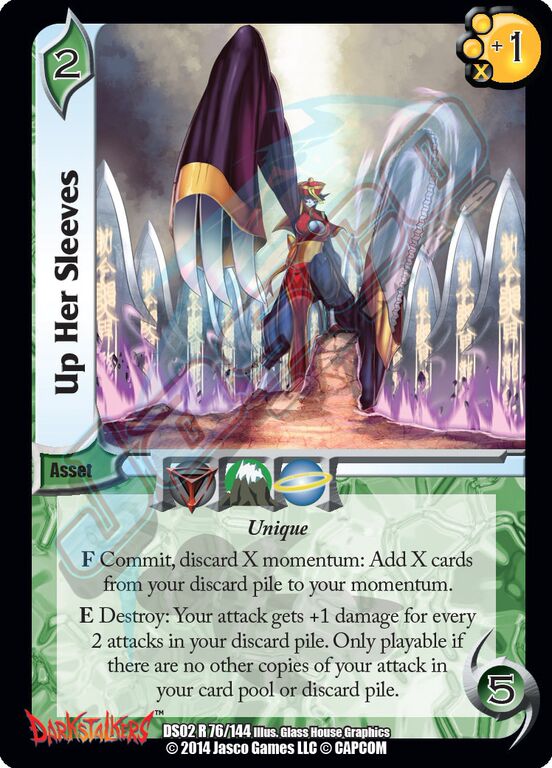 2
+1
X
Up Her Sleeves
Asset
Unique
F Commit, discard X momentum: Add X cards
from your discard pile to your momentum.
E Destroy: Your attack gets +1 damage for every
2 attacks in your discard pile. Only playable if
there are no other copies of your attack in
your card pool or discard pile.
5
DARKSTALKERS™
DS02 R 76/144 Illus. Glass House Graphics
© 2014 Jasco Games LLC © CAPCOM